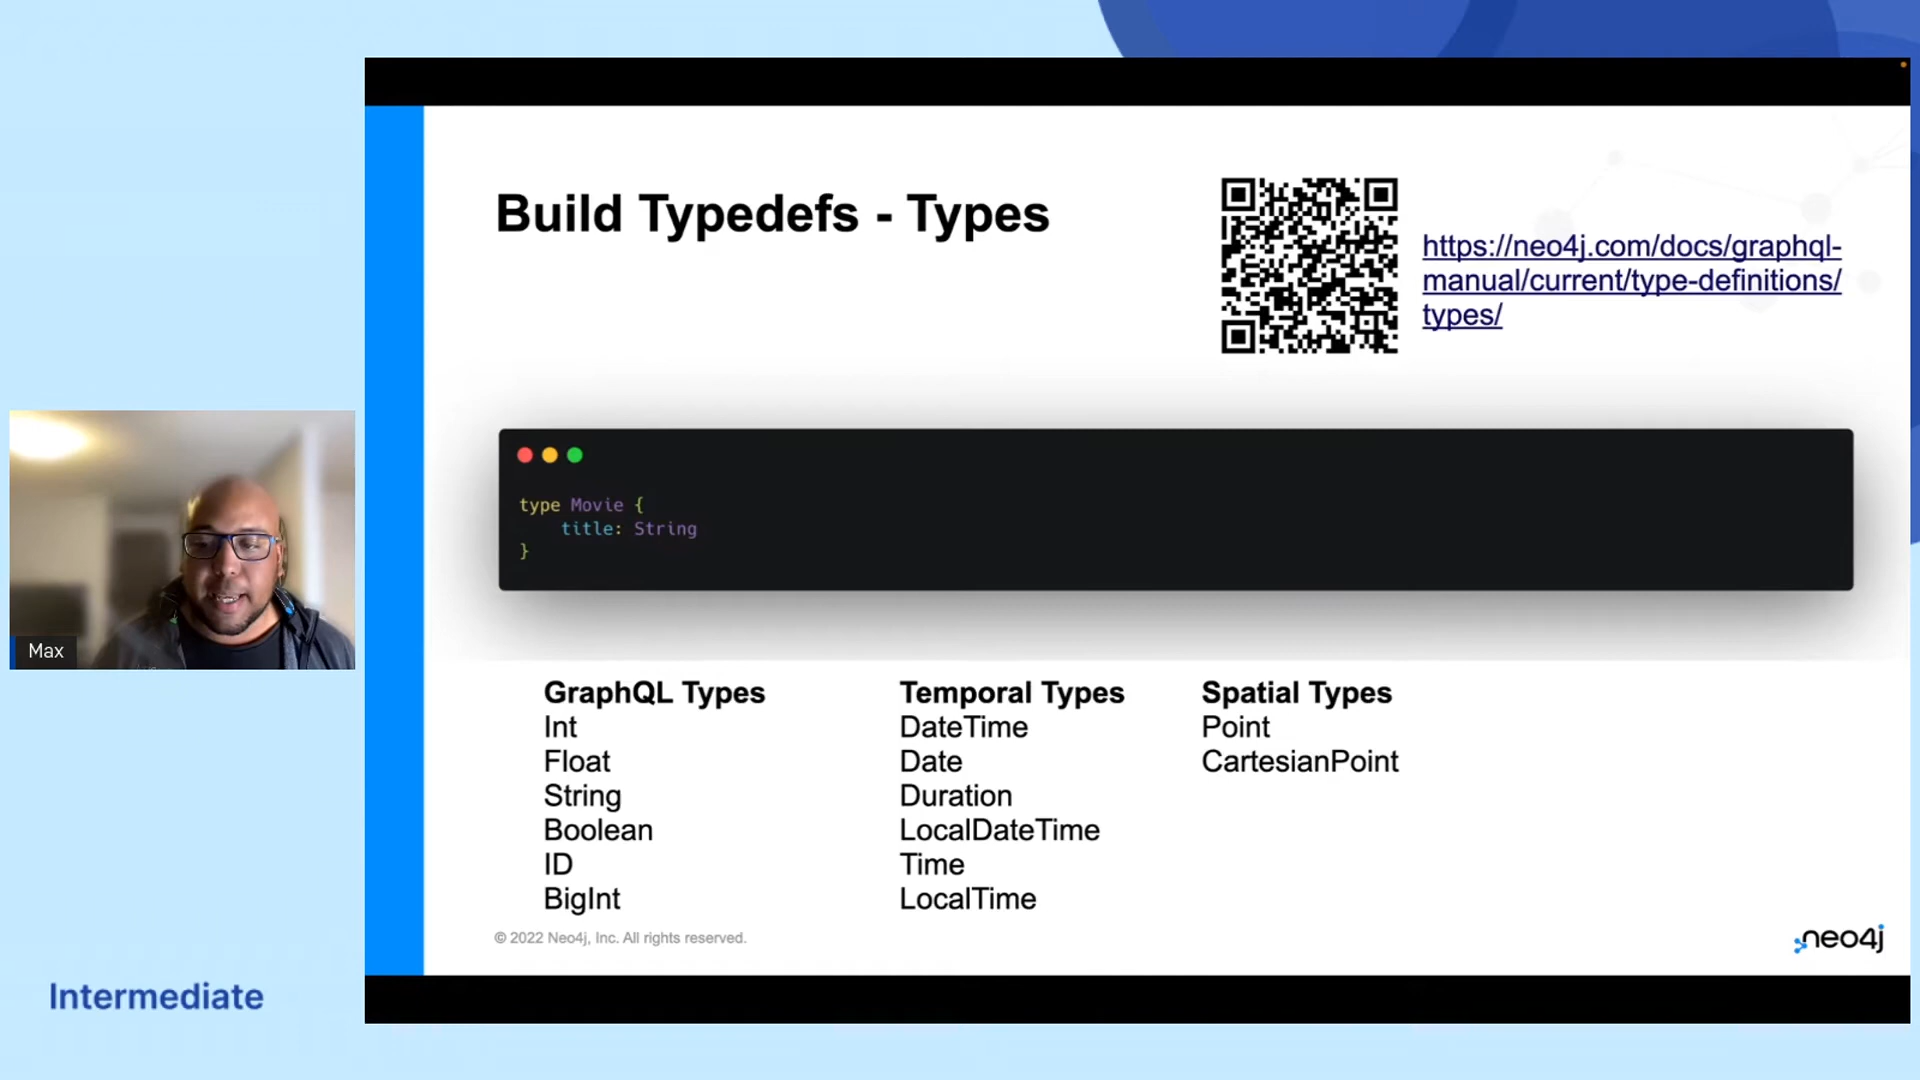 Build Typedefs - Types
https://neo4j.com/docs/graphql-
manual/current/type-definitions/
types/
type Movie {
title: String
}
Max
GraphQL Types
Int
Float
String
Boolean
ID
BigInt
Temporal Types
DateTime
Date
Duration
LocalDateTime
Time
LocalTime
Spatial Types
Point
CartesianPoint
© 2022 Neo4j, Inc. All rights reserved.
neo4j
Intermediate